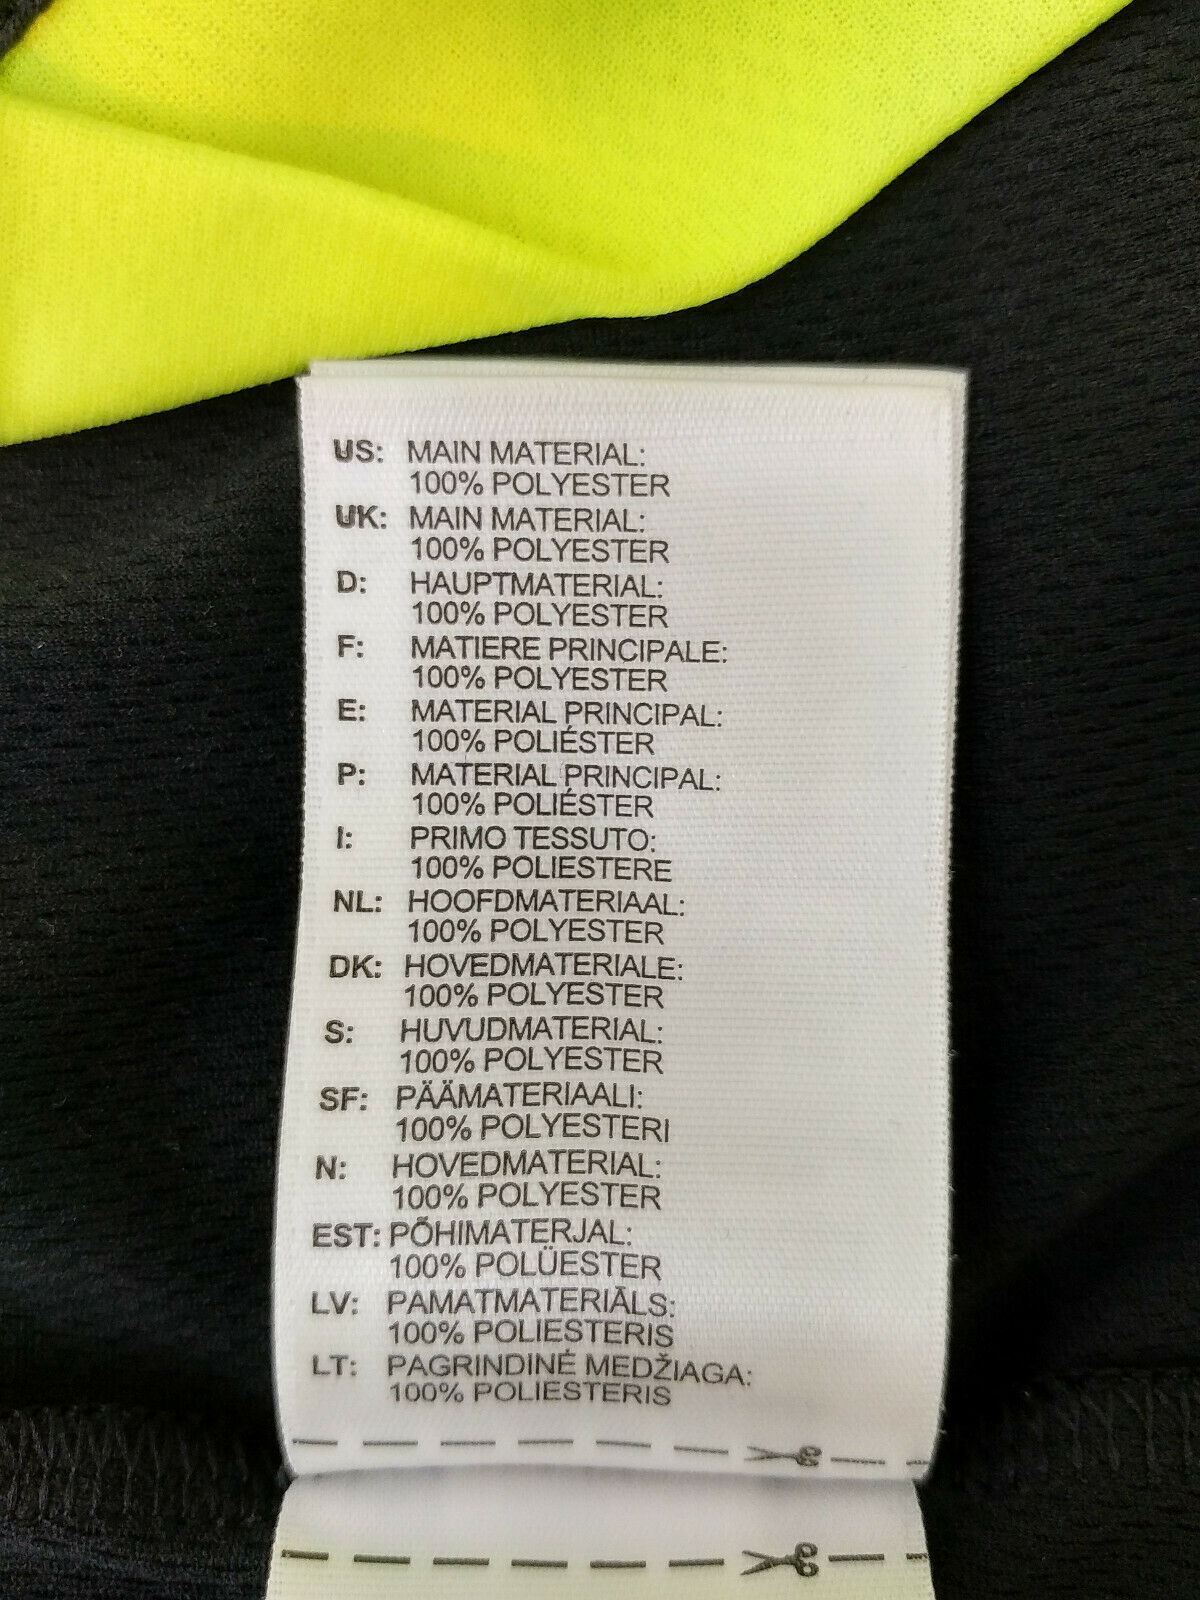 US: MAIN MATERIAL:
100% POLYESTER
UK: MAIN MATERIAL:
100% POLYESTER
D: HAUPTMATERIAL:
100% POLYESTER
F: MATIERE PRINCIPALE:
100% POLYESTER
E: MATERIAL PRINCIPAL:
100% POLIÉSTER
P: MATERIAL PRINCIPAL:
100% POLIÉSTER
I: PRIMO TESSUTO:
100% POLIESTERE
NL: HOOFDMATERIAAL:
100% POLYESTER
DK: HOVEDMATERIALE:
100% POLYESTER
S: HUVUDMATERIAL:
100% POLYESTER
SF: PÄÄMATERIAALI:
100% POLYESTERI
N: HOVEDMATERIAL:
100% POLYESTER
EST: PÕHIMATERJAL:
100% POLÜESTER
LV: PAMATMATERIĀLS:
100% POLIESTERIS
LT: PAGRINDINĖ MEDŽIAGA:
100% POLIESTERIS